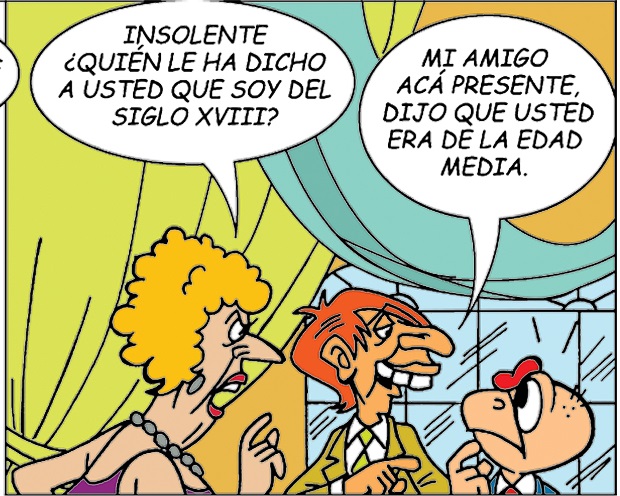 INSOLENTE
¿QUIÉN LE HA DICHO
A USTED QUE SOY DEL
SIGLO XVIII?
MI AMIGO
ACÁ PRESENTE,
DIJO QUE USTED
ERA DE LA EDAD
MEDIA.